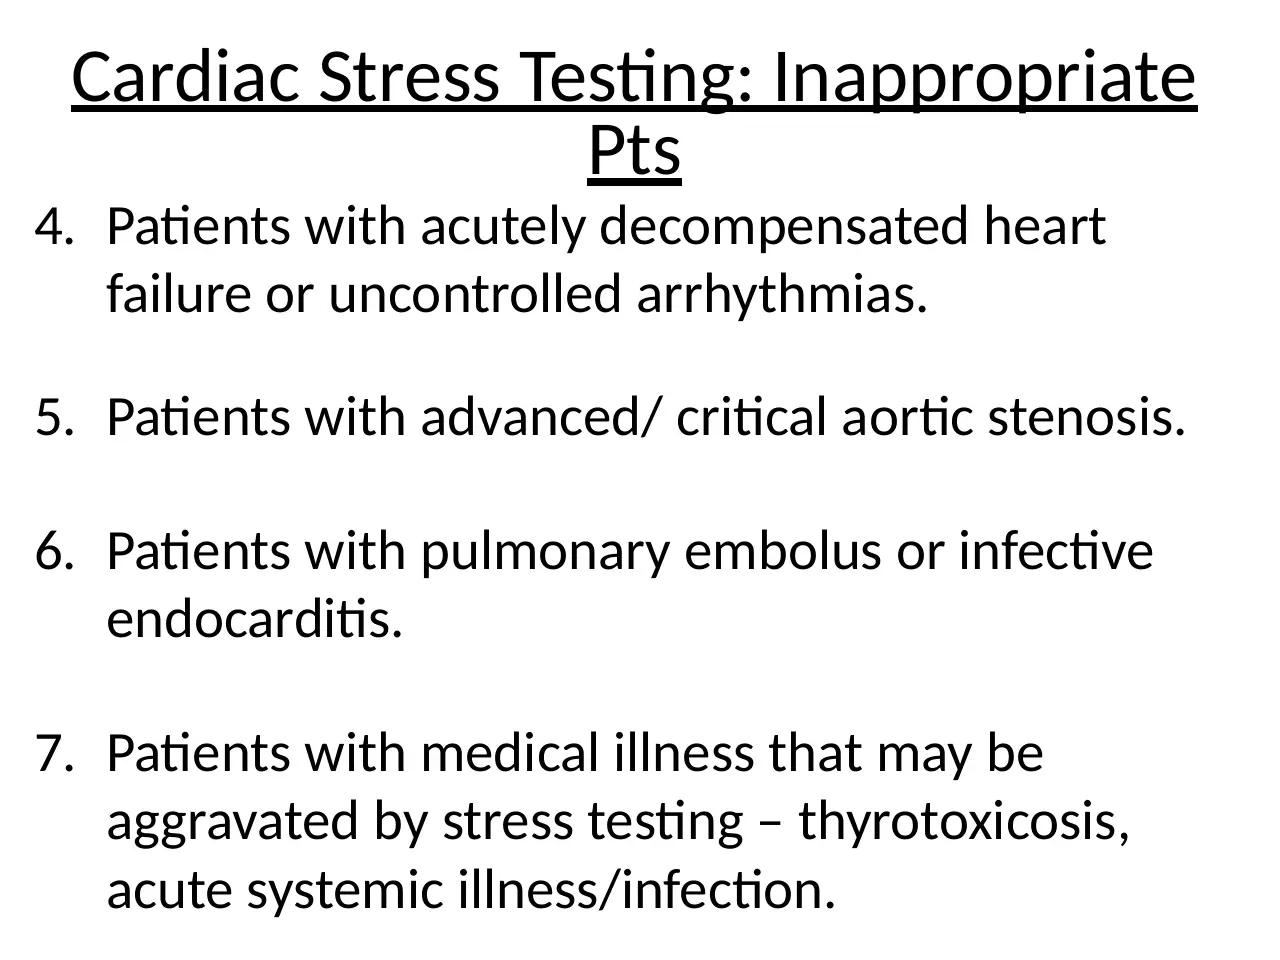 Cardiac Stress Testing: Inappropriate
Pts
4. Patients with acutely decompensated heart
failure or uncontrolled arrhythmias.
5. Patients with advanced/ critical aortic stenosis.
6. Patients with pulmonary embolus or infective
endocarditis.
7. Patients with medical illness that may be
aggravated by stress testing – thyrotoxicosis,
acute systemic illness/infection.